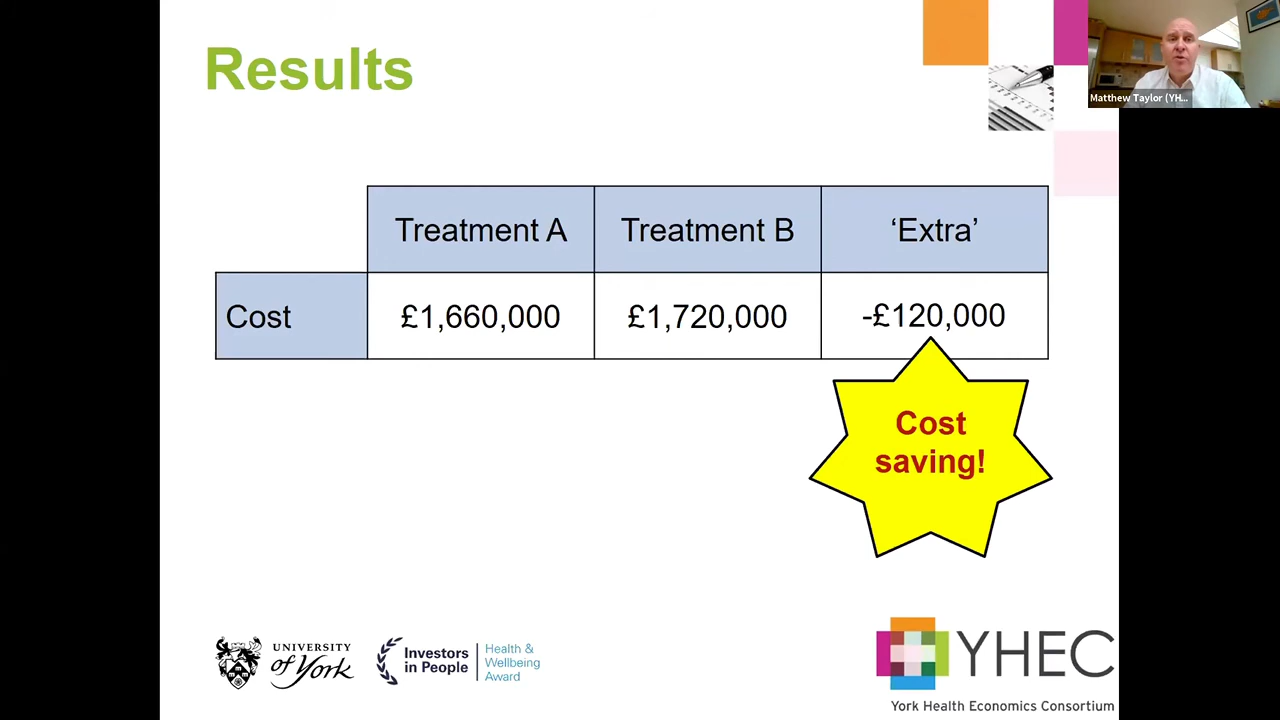 Results
Matthew Taylor (YH...
Treatment A
Treatment B
‘Extra’
Cost
£1,660,000
£1,720,000
-£120,000
Cost
saving!
UNIVERSITY
of York
Investors
in People
Health &
Wellbeing
Award
YHEC
York Health Economics Consortium